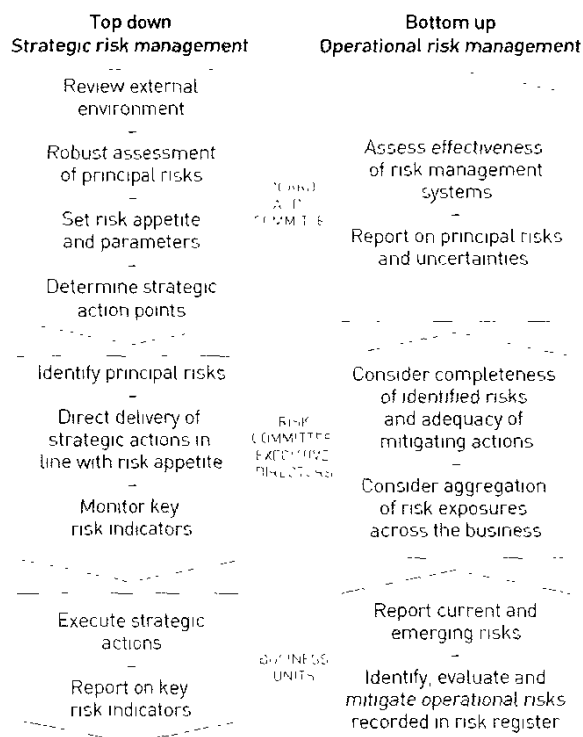 Top down
Strategic risk management
Review external
environment
Robust assessment
of principal risks
Set risk appetite
and parameters
Determine strategic
action points
Identify principal risks
Direct delivery of
strategic actions in
line with risk appetite
Monitor key
risk indicators
Execute strategic
actions
Report on key
risk indicators
RISK
COMMITTEE
EXECUTIVE
DIRECTORS
BUSINESS
UNITS
Bottom up
Operational risk management
Assess effectiveness
of risk management
systems
Report on principal risks
and uncertainties
Consider completeness
of identified risks
and adequacy of
mitigating actions
Consider aggregation
of risk exposures
across the business
Report current and
emerging risks
Identify, evaluate and
mitigate operational risks
recorded in risk register